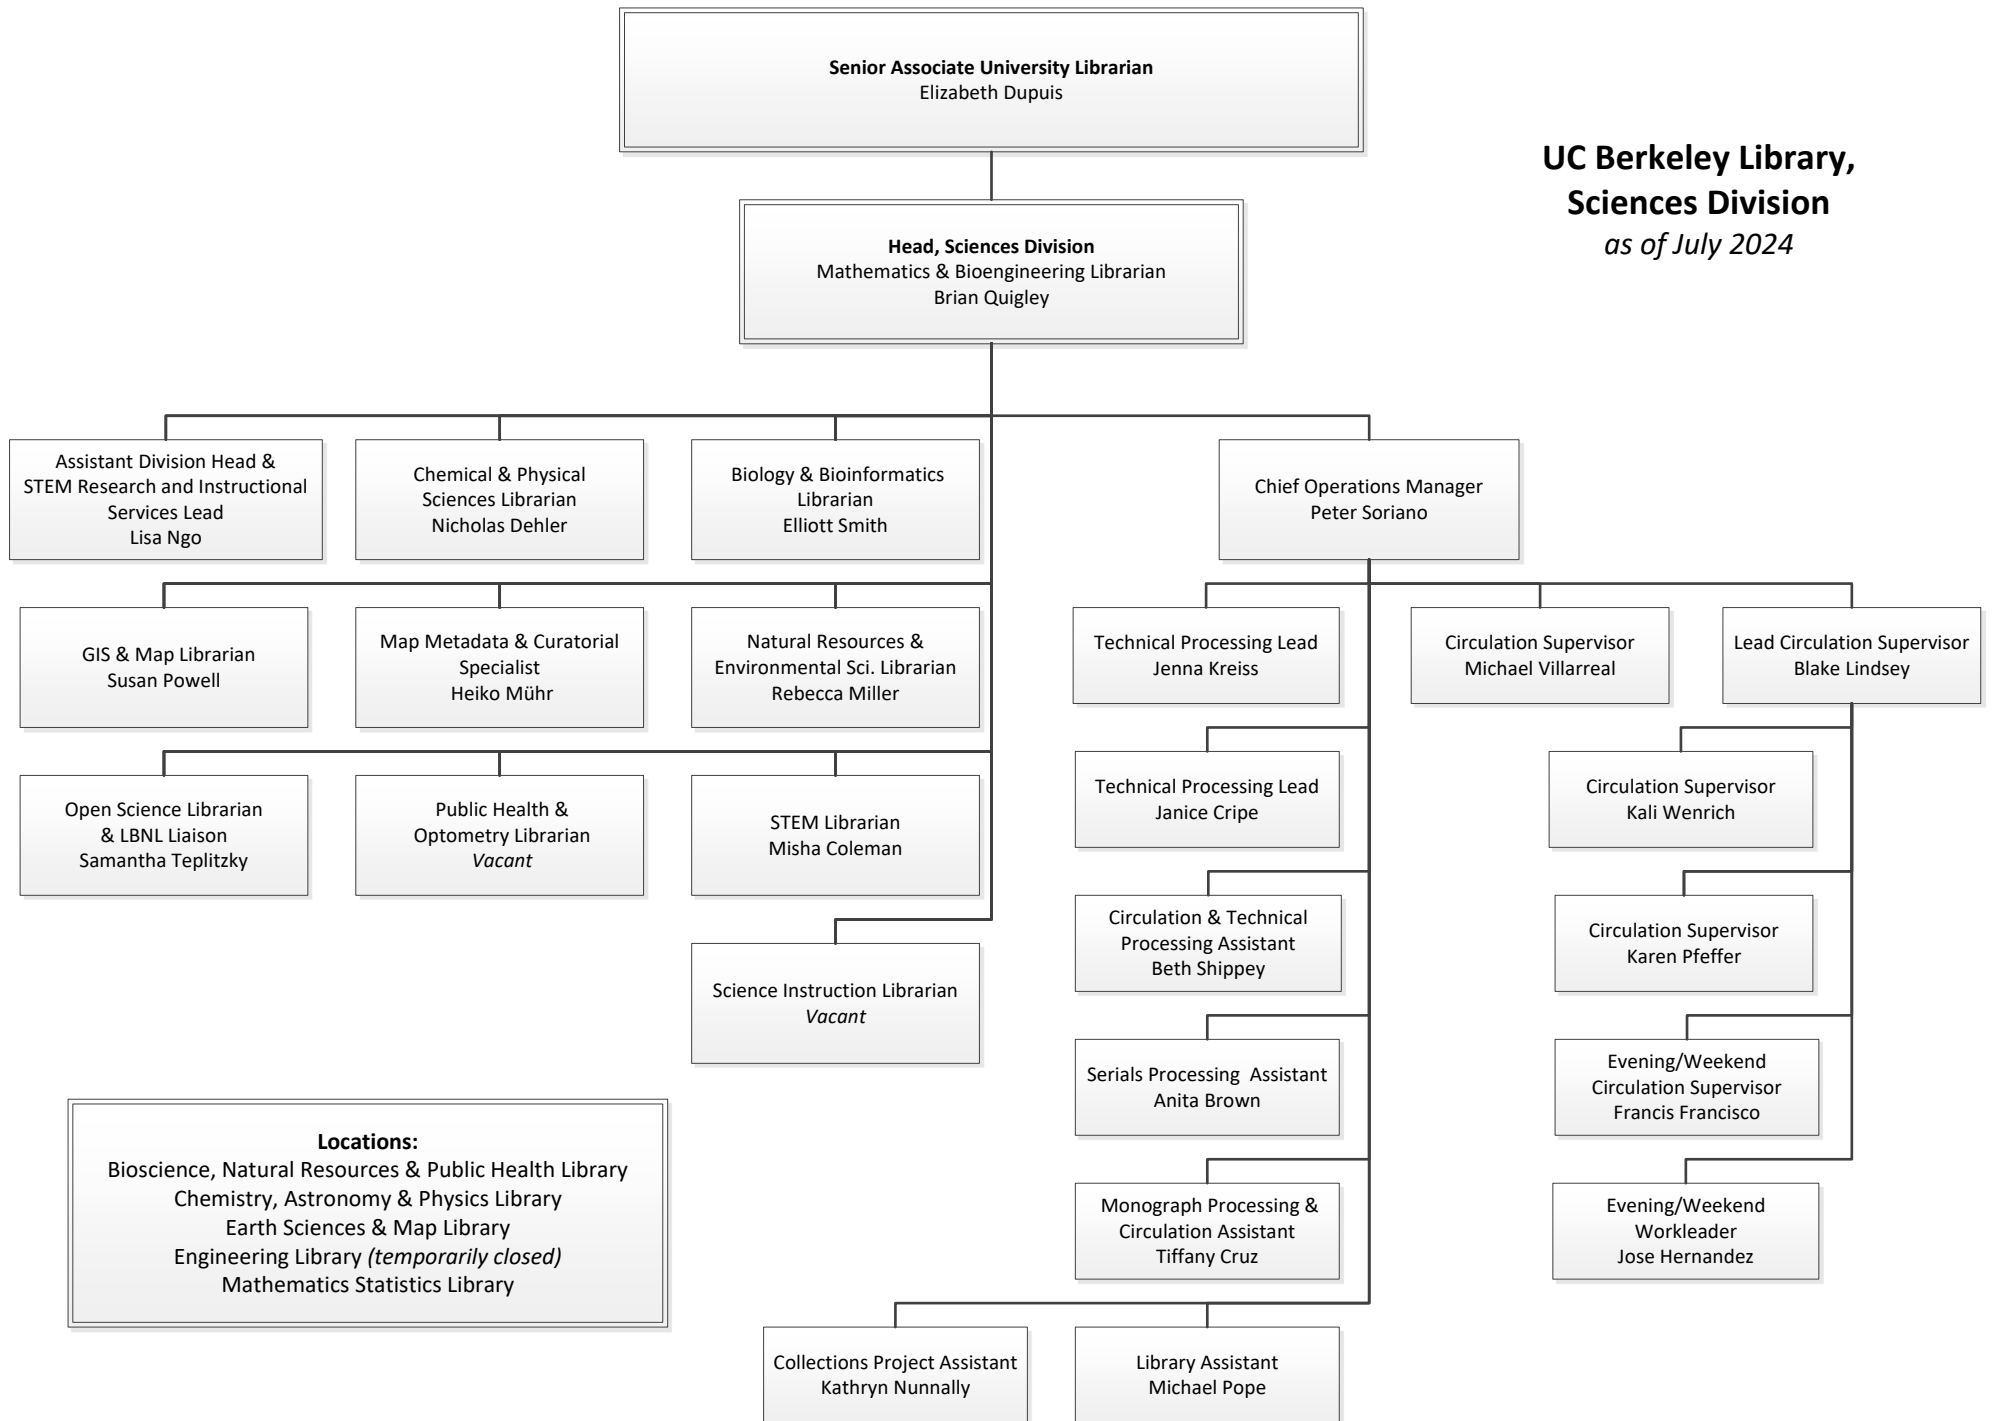 Senior Associate University Librarian
Elizabeth Dupuis
UC Berkeley Library,
Sciences Division
as of July 2024
Head, Sciences Division
Mathematics & Bioengineering Librarian
Brian Quigley
Assistant Division Head &
STEM Research and Instructional
Services Lead
Lisa Ngo
Chemical & Physical
Sciences Librarian
Nicholas Dehler
Biology & Bioinformatics
Librarian
Elliott Smith
Chief Operations Manager
Peter Soriano
GIS & Map Librarian
Susan Powell
Map Metadata & Curatorial
Specialist
Heiko Mühr
Natural Resources &
Environmental Sci. Librarian
Rebecca Miller
Technical Processing Lead
Jenna Kreiss
Circulation Supervisor
Michael Villarreal
Lead Circulation Supervisor
Blake Lindsey
Open Science Librarian
& LBNL Liaison
Samantha Teplitzky
Public Health &
Optometry Librarian
Vacant
STEM Librarian
Misha Coleman
Technical Processing Lead
Janice Cripe
Circulation Supervisor
Kali Wenrich
Science Instruction Librarian
Vacant
Circulation & Technical
Processing Assistant
Beth Shippey
Circulation Supervisor
Karen Pfeffer
Serials Processing  Assistant
Anita Brown
Evening/Weekend
Circulation Supervisor
Francis Francisco
Locations:
Bioscience, Natural Resources & Public Health Library
Chemistry, Astronomy & Physics Library
Earth Sciences & Map Library
Engineering Library (temporarily closed)
Mathematics Statistics Library
Monograph Processing &
Circulation Assistant
Tiffany Cruz
Evening/Weekend
Workleader
Jose Hernandez
Collections Project Assistant
Kathryn Nunnally
Library Assistant
Michael Pope